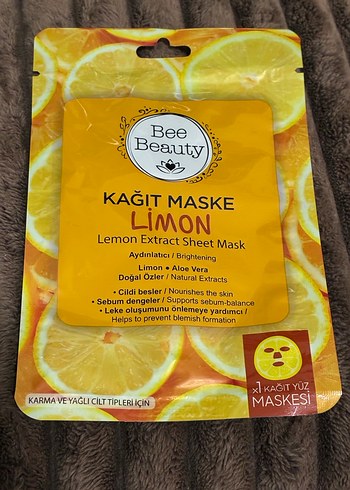 Bee
Beauty
KAĞIT MASKE
LİMON
Lemon Extract Sheet Mask
Aydınlatıcı / Brightening
Limon • Aloe Vera
Doğal Özler / Natural Extracts
• Cildi besler / Nourishes the skin
• Sebum dengeler / Supports sebum-balance
• Leke oluşumunu önlemeye yardımcı /
Helps to prevent blemish formation
x1 KAĞIT YÜZ
MASKESİ
KARMA VE YAĞLI CİLT TİPLERİ İÇİN